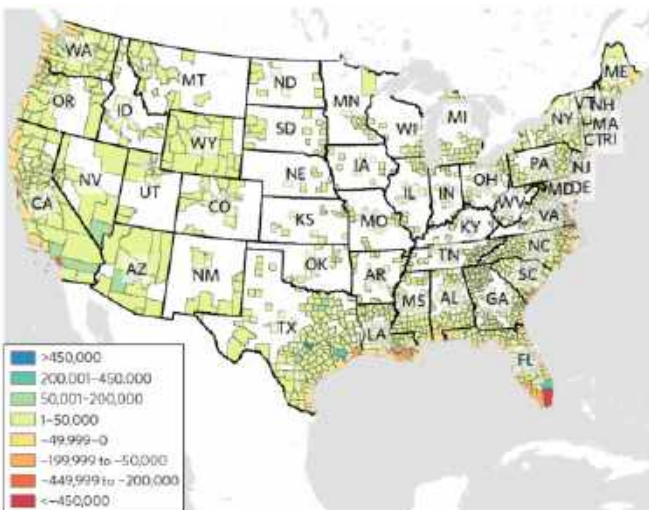 WA
MT
ND
MN
ME
OR
ID
SD
WI
MI
NY
VT
NH
MA
CT
RI
WY
IA
PA
NJ
NE
OH
MD
DE
NV
UT
CO
IL
IN
WV
VA
CA
KS
MO
KY
AZ
NM
OK
AR
TN
NC
SC
TX
LA
MS
AL
GA
FL
>450,000
200,001–450,000
50,001–200,000
1–50,000
−49,999–0
−199,999 to −50,000
−449,999 to −200,000
<−450,000